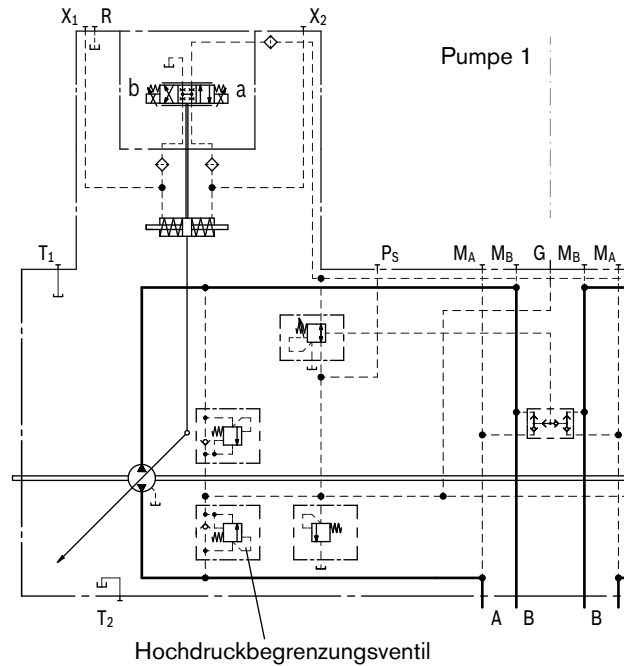 X1 R X2
Pumpe 1
b a
T1 PS MA MB G MB MA
T2 A B B
Hochdruckbegrenzungsventil